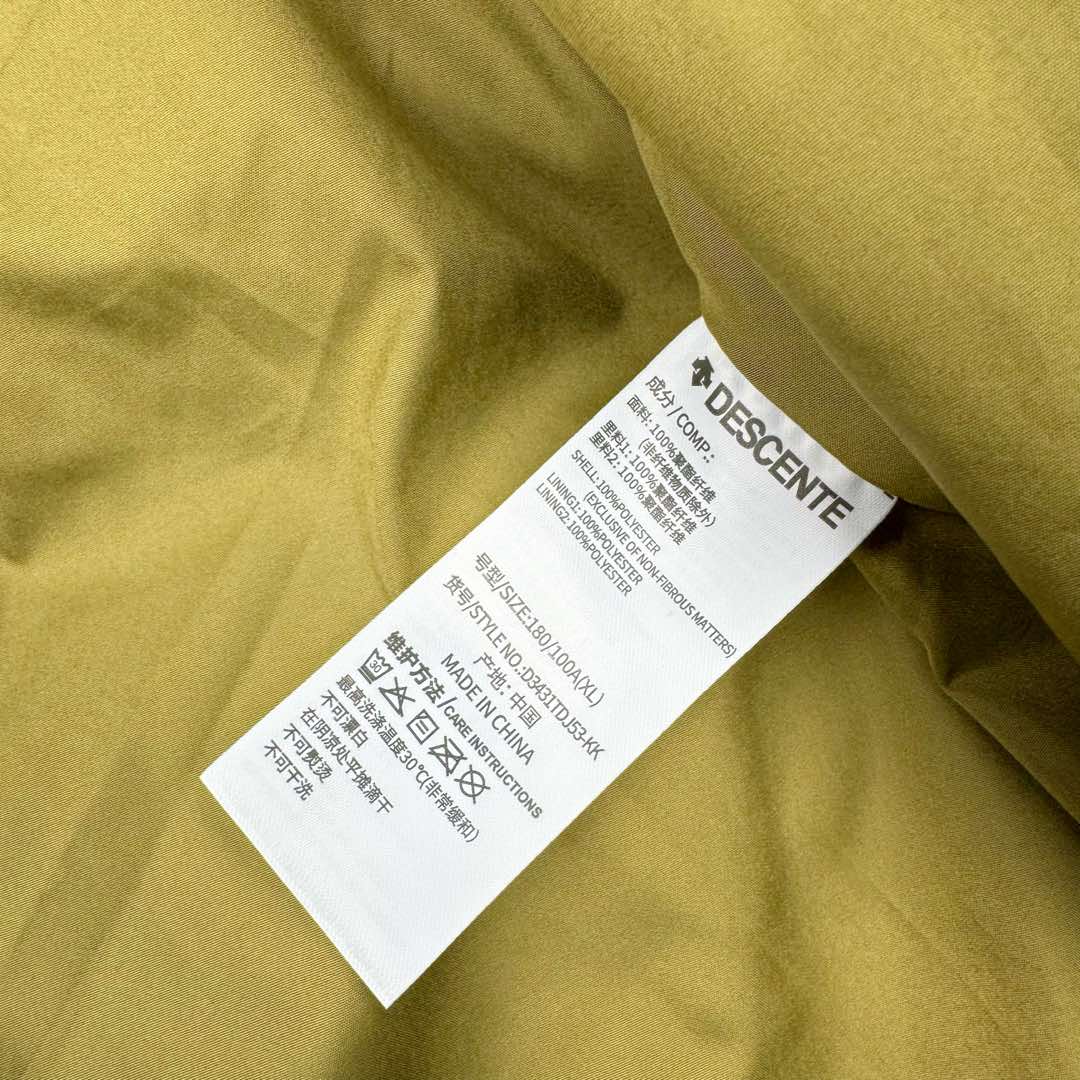 DESCENTE
成分/COMP.:
面料: 100%聚酯纤维
(非纤维物质除外)
里料1: 100%聚酯纤维
里料2: 100%聚酯纤维
SHELL:100%POLYESTER
(EXCLUSIVE OF NON-FIBROUS MATTERS)
LINING1:100%POLYESTER
LINING2:100%POLYESTER
号型/SIZE:180/100A(XL)
货号/STYLE NO.:D3431TDJ53-KK
产地: 中国
MADE IN CHINA
维护方法/CARE INSTRUCTIONS
30
最高洗涤温度30℃(非常缓和)
不可漂白
在阴凉处平摊滴干
不可熨烫
不可干洗